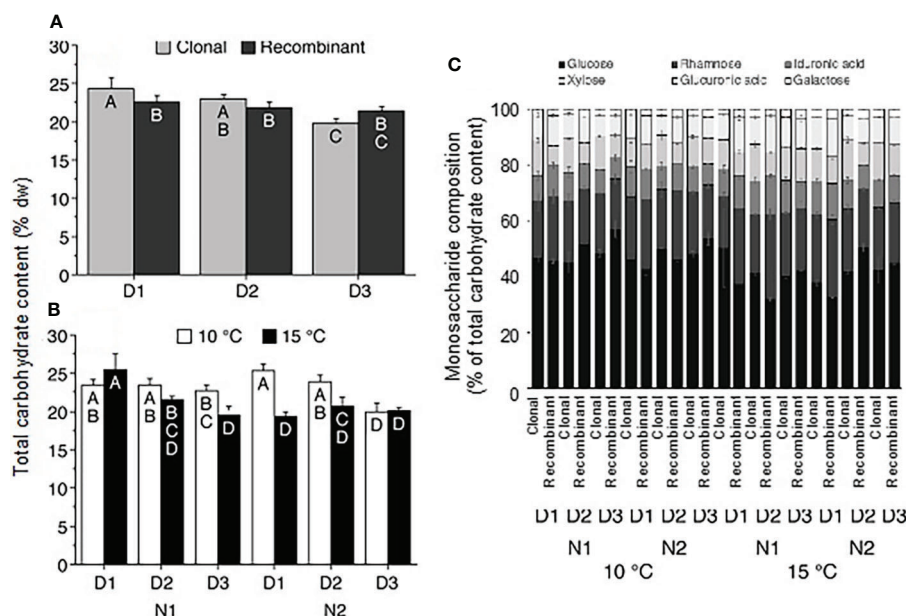 A
Clonal Recombinant
Total carbohydrate content (% dw)
30
25
20
15
10
5
0
A
B
A
B
B
C
B
C
D1 D2 D3
B
10 °C 15 °C
30
25
20
15
10
5
0
A
B
A
A
B
B
C
D
B
C
D
A
D
A
B
C
D
D
D
D1 D2 D3 D1 D2 D3
N1 N2
C
Glucose Rhamnose Iduronic acid
Xylose Glucuronic acid Galactose
Monosaccharide composition
(% of total carbohydrate content)
100
80
60
40
20
0
Clonal
Recombinant
Clonal
Recombinant
Clonal
Recombinant
Clonal
Recombinant
Clonal
Recombinant
Clonal
Recombinant
Clonal
Recombinant
Clonal
Recombinant
Clonal
Recombinant
Clonal
Recombinant
Clonal
Recombinant
Clonal
Recombinant
D1 D2 D3 D1 D2 D3 D1 D2 D3 D1 D2 D3
N1 N2 N1 N2
10 °C 15 °C